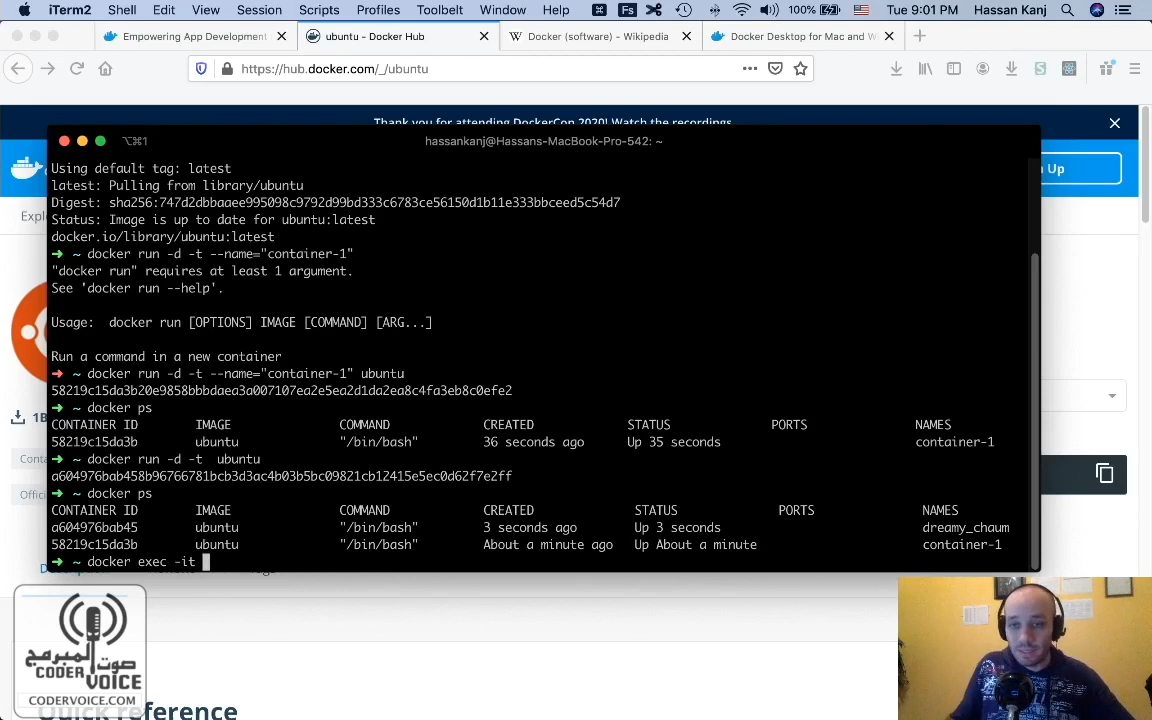 iTerm2 Shell Edit View Session Scripts Profiles Toolbelt Window Help Fs 100% Tue 9:01 PM Hassan Kanj
Empowering App Development ubuntu - Docker Hub Docker (software) - Wikipedia Docker Desktop for Mac and W
https://hub.docker.com/_/ubuntu
Thank you for attending DockerCon 2020! Watch the recordings
Up
Expl
⌥⌘1 hassankanj@Hassans-MacBook-Pro-542: ~
Using default tag: latest
latest: Pulling from library/ubuntu
Digest: sha256:747d2dbbaaee995098c9792d99bd333c6783ce56150d1b11e333bbceed5c54d7
Status: Image is up to date for ubuntu:latest
docker.io/library/ubuntu:latest
➜ ~ docker run -d -t --name="container-1"
"docker run" requires at least 1 argument.
See 'docker run --help'.
Usage: docker run [OPTIONS] IMAGE [COMMAND] [ARG...]
Run a command in a new container
➜ ~ docker run -d -t --name="container-1" ubuntu
58219c15da3b20e9858bbbdaea3a007107ea2e5ea2d1da2ea8c4fa3eb8c0efe2
➜ ~ docker ps
CONTAINER ID IMAGE COMMAND CREATED STATUS PORTS NAMES
58219c15da3b ubuntu "/bin/bash" 36 seconds ago Up 35 seconds container-1
➜ ~ docker run -d -t  ubuntu
a604976bab458b96766781bcb3d3ac4b03b5bc09821cb12415e5ec0d62f7e2ff
➜ ~ docker ps
CONTAINER ID IMAGE COMMAND CREATED STATUS PORTS NAMES
a604976bab45 ubuntu "/bin/bash" 3 seconds ago Up 3 seconds dreamy_chaum
58219c15da3b ubuntu "/bin/bash" About a minute ago Up About a minute container-1
➜ ~ docker exec -it
1B
Conta
Offic
صوت المبرمج
CODER
VOICE
CODERVOICE.COM
Quick reference